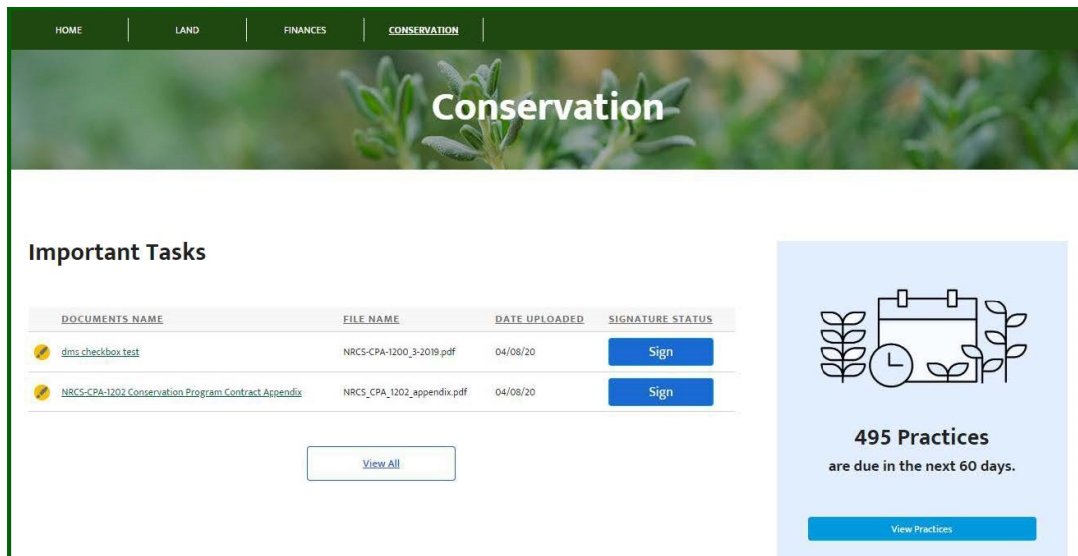 HOME LAND FINANCES CONSERVATION
Conservation
Important Tasks
DOCUMENTS NAME FILE NAME DATE UPLOADED SIGNATURE STATUS
dms checkbox test NRCS-CPA-1200_3-2019.pdf 04/08/20 Sign
NRCS-CPA-1202 Conservation Program Contract Appendix NRCS_CPA_1202_appendix.pdf 04/08/20 Sign
View All
495 Practices
are due in the next 60 days.
View Practices